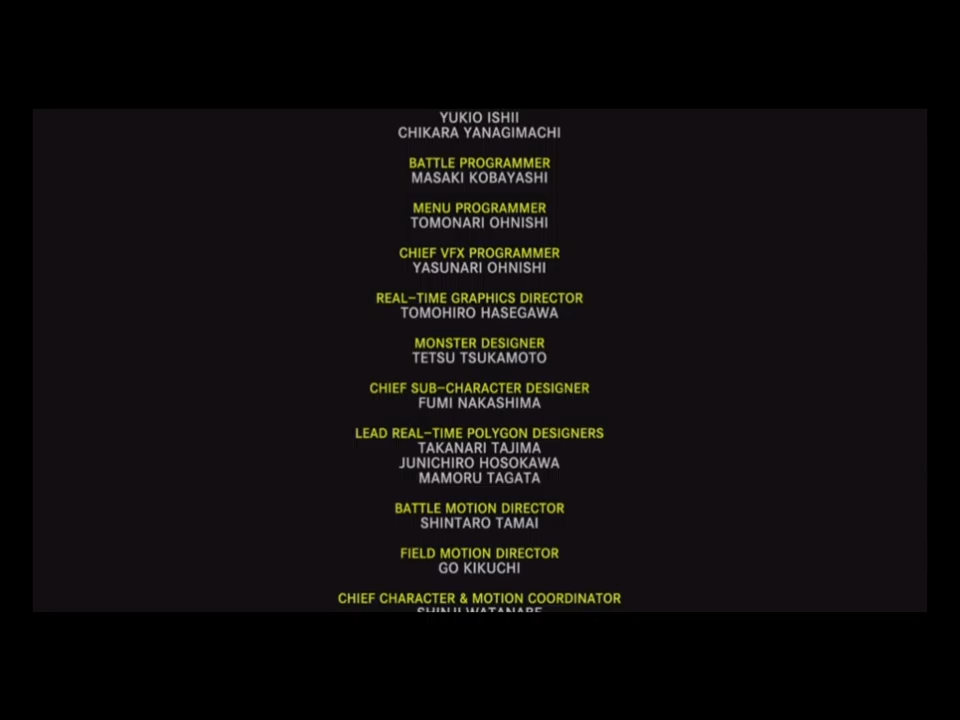 YUKIO ISHII
CHIKARA YANAGIMACHI
BATTLE PROGRAMMER
MASAKI KOBAYASHI
MENU PROGRAMMER
TOMONARI OHNISHI
CHIEF VFX PROGRAMMER
YASUNARI OHNISHI
REAL-TIME GRAPHICS DIRECTOR
TOMOHIRO HASEGAWA
MONSTER DESIGNER
TETSU TSUKAMOTO
CHIEF SUB-CHARACTER DESIGNER
FUMI NAKASHIMA
LEAD REAL-TIME POLYGON DESIGNERS
TAKANARI TAJIMA
JUNICHIRO HOSOKAWA
MAMORU TAGATA
BATTLE MOTION DIRECTOR
SHINTARO TAMAI
FIELD MOTION DIRECTOR
GO KIKUCHI
CHIEF CHARACTER & MOTION COORDINATOR
SHINJI WATANABE